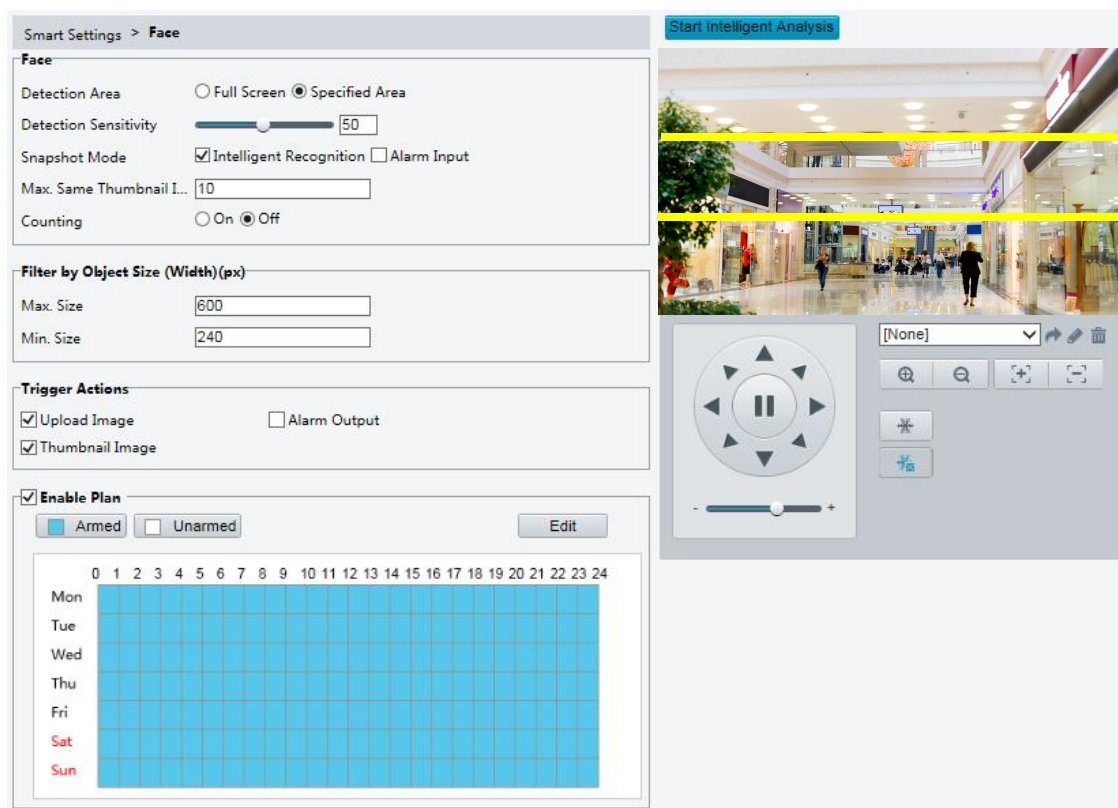 Smart Settings > Face
Start Intelligent Analysis
Face
Detection Area Full Screen Specified Area
Detection Sensitivity 50
Snapshot Mode Intelligent Recognition Alarm Input
Max. Same Thumbnail I... 10
Counting On Off
Filter by Object Size (Width)(px)
Max. Size 600
Min. Size 240
[None]
Trigger Actions
Upload Image Alarm Output
Thumbnail Image
- +
Enable Plan
Armed Unarmed Edit
0 1 2 3 4 5 6 7 8 9 10 11 12 13 14 15 16 17 18 19 20 21 22 23 24
Mon
Tue
Wed
Thu
Fri
Sat
Sun